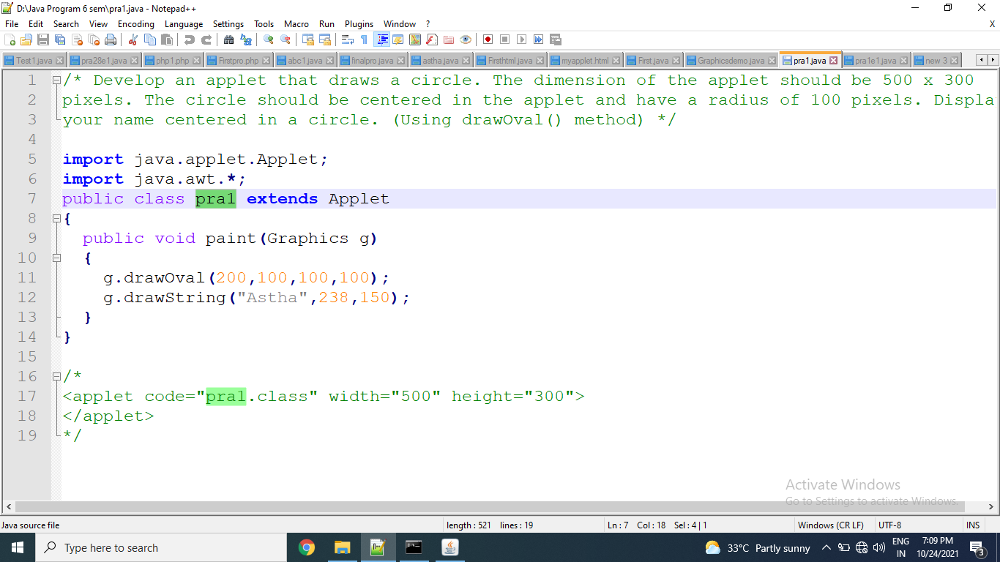 D:\Java Program 6 sem\pra1.java - Notepad++
File Edit Search View Encoding Language Settings Tools Macro Run Plugins Window ? X
Test1.java pra28e1.java php1.php Firstpro.php abc1.java finalpro.java astha.java Firsthtml.java myapplet.html First.java Graphicsdemo.java pra1.java pra1e1.java new 3
1 /* Develop an applet that draws a circle. The dimension of the applet should be 500 x 300
2 pixels. The circle should be centered in the applet and have a radius of 100 pixels. Displa
3 your name centered in a circle. (Using drawOval() method) */
4
5 import java.applet.Applet;
6 import java.awt.*;
7 public class pra1 extends Applet
8 {
9 public void paint(Graphics g)
10 {
11 g.drawOval(200,100,100,100);
12 g.drawString("Astha",238,150);
13 }
14 }
15
16 /*
17 <applet code="pra1.class" width="500" height="300">
18 </applet>
19 */
Activate Windows
Go to Settings to activate Windows.
Java source file length : 521 lines : 19 Ln : 7 Col : 18 Sel : 4 | 1 Windows (CR LF) UTF-8 INS
Type here to search 33°C Partly sunny ENG IN 7:09 PM 10/24/2021 3